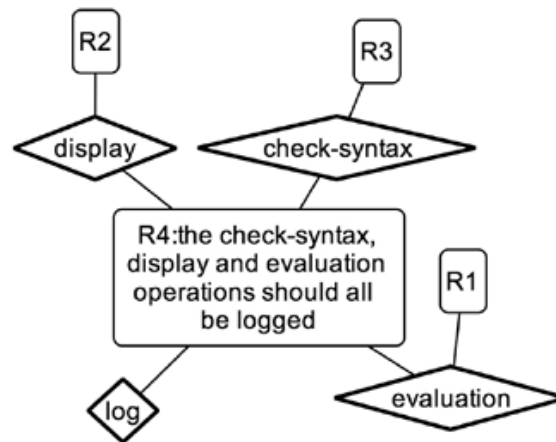 R2
R3
display
check-syntax
R4:the check-syntax,
display and evaluation
operations should all
be logged
R1
log
evaluation